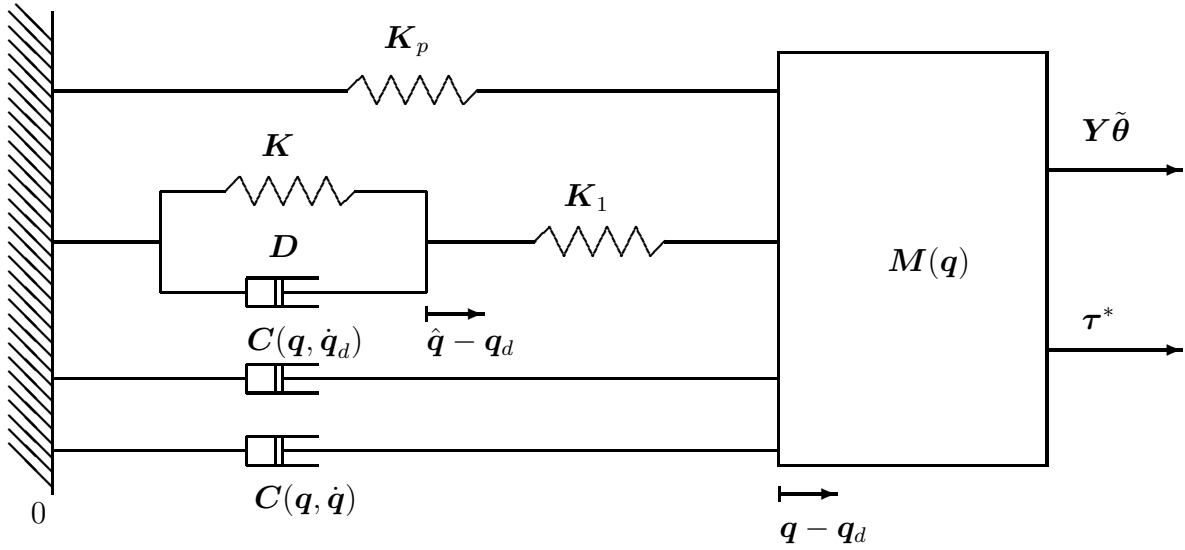 K_p
K
K_1
D
C(q, q̇_d)
C(q, q̇)
q̂ − q_d
M(q)
Yθ̃
τ*
q − q_d
0